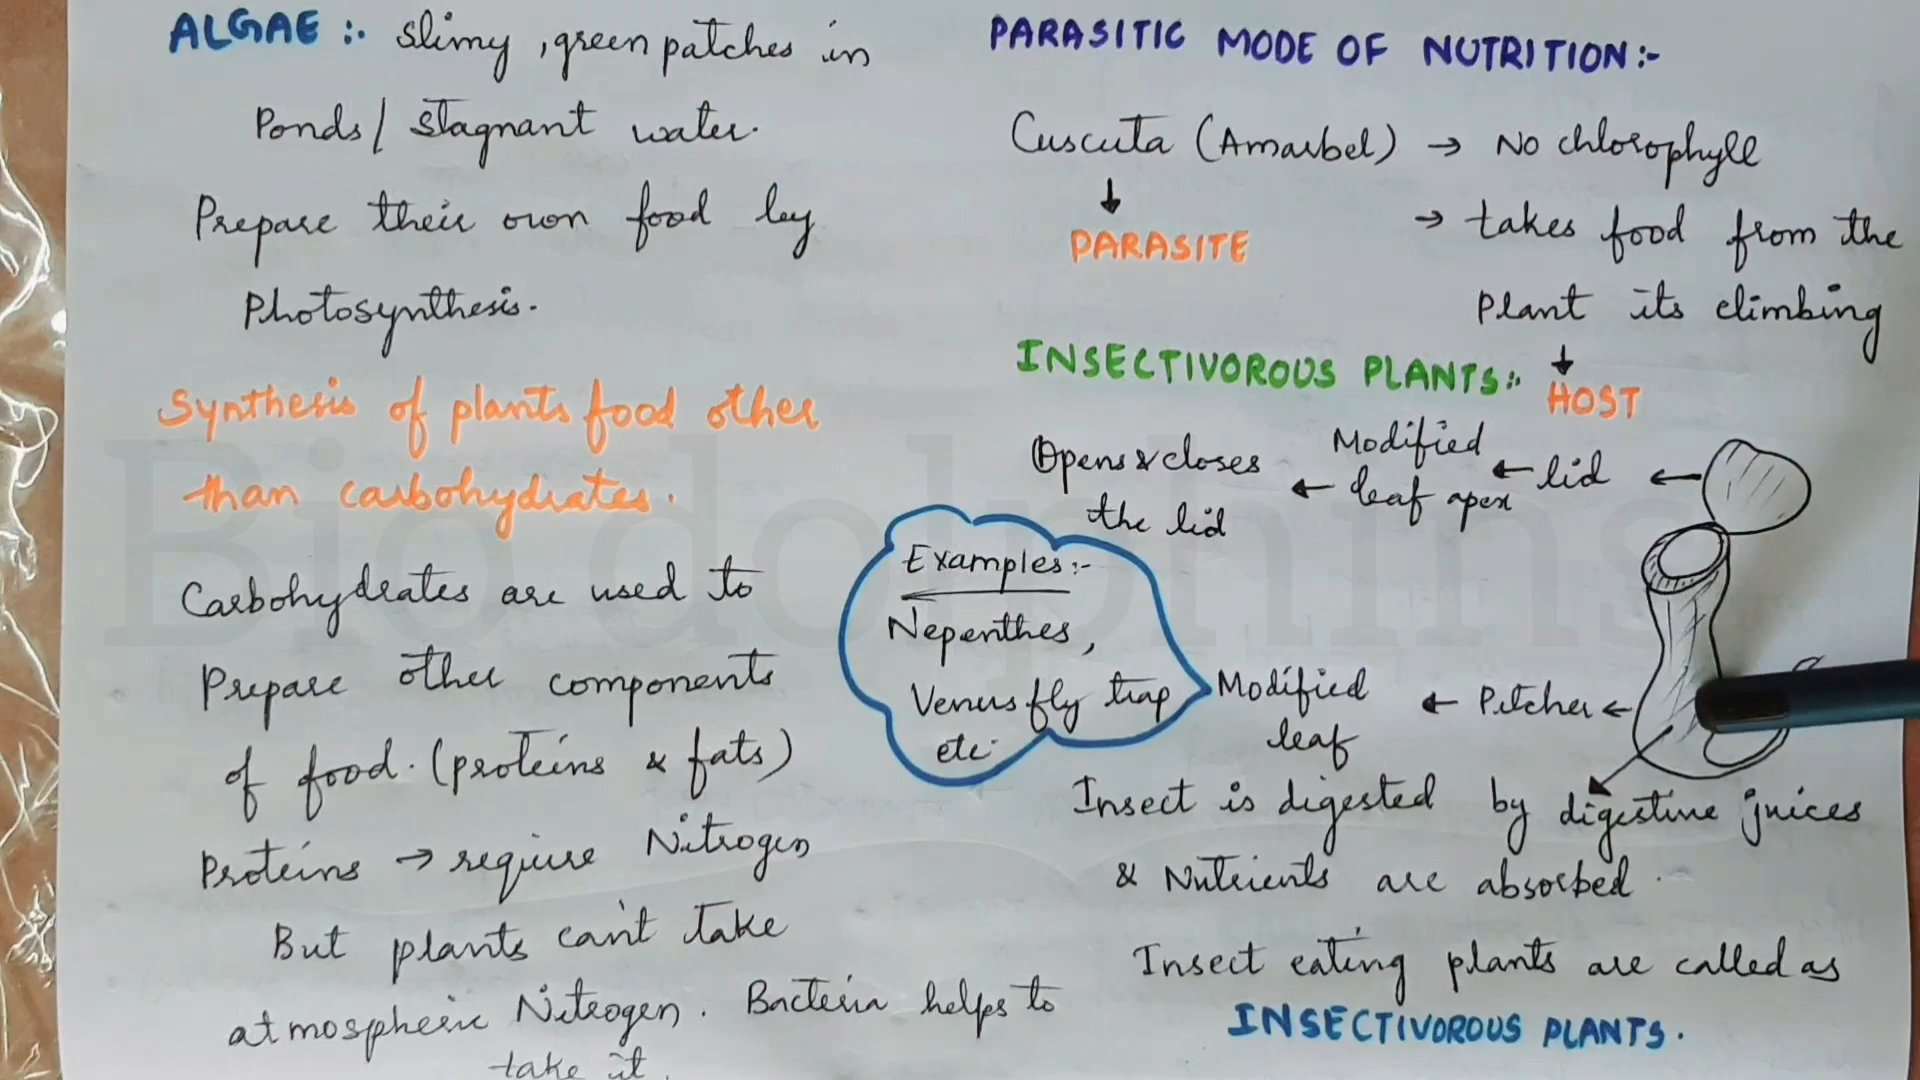 ALGAE :- slimy, green patches in
Ponds/ stagnant water.
Prepare their own food by
Photosynthesis.
Synthesis of plants food other
than carbohydrates.
Carbohydrates are used to
Prepare other components
of food. (proteins & fats)
Proteins → require Nitrogen
But plants can't take
atmospheric Nitrogen. Bacteria helps to
take it.
PARASITIC MODE OF NUTRITION :-
Cuscuta (Amarbel) → No chlorophyll
↓
PARASITE
→ takes food from the
Plant its climbing
↓
HOST
INSECTIVOROUS PLANTS :-
Opens & closes
the lid
← Modified
leaf apex
← lid ←
Examples :-
Nepenthes,
Venus fly trap
etc.
Modified
leaf
← Pitcher ←
Insect is digested by digestive juices
& Nutrients are absorbed.
Insect eating plants are called as
INSECTIVOROUS PLANTS.
Biodolphins